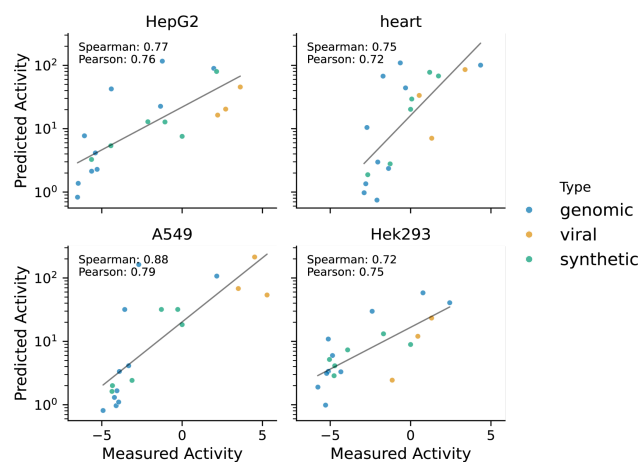 HepG2
heart
Spearman: 0.77
Pearson: 0.76
Spearman: 0.75
Pearson: 0.72
Predicted Activity
10²
10¹
10⁰
Type
genomic
viral
synthetic
A549
Hek293
Spearman: 0.88
Pearson: 0.79
Spearman: 0.72
Pearson: 0.75
Predicted Activity
10²
10¹
10⁰
−5 0 5
−5 0 5
Measured Activity
Measured Activity